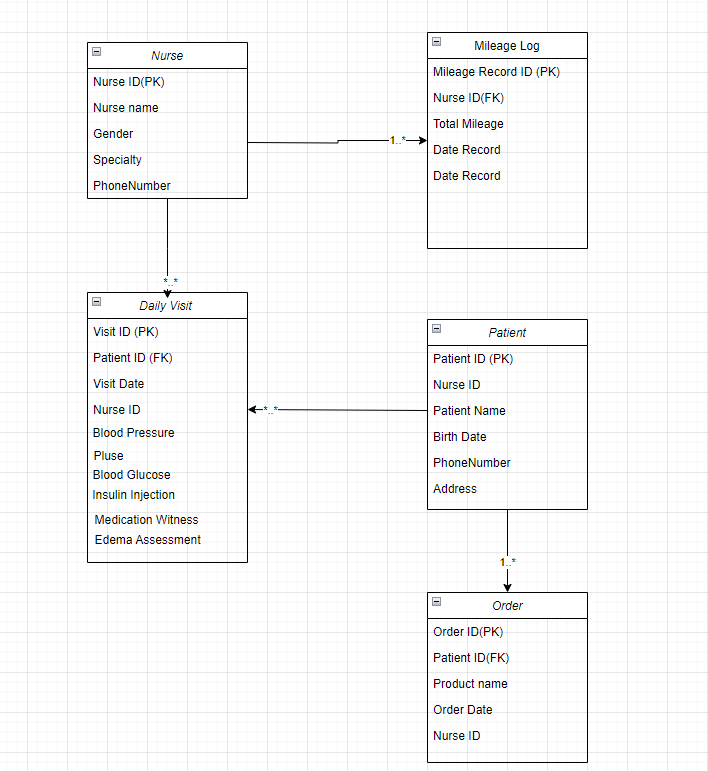 Nurse
Nurse ID(PK)
Nurse name
Gender
Specialty
PhoneNumber
Mileage Log
Mileage Record ID (PK)
Nurse ID(FK)
Total Mileage
Date Record
Date Record
1..*
*..*
Daily Visit
Visit ID (PK)
Patient ID (FK)
Visit Date
Nurse ID
Blood Pressure
Pluse
Blood Glucose
Insulin Injection
Medication Witness
Edema Assessment
*..*
Patient
Patient ID (PK)
Nurse ID
Patient Name
Birth Date
PhoneNumber
Address
1..*
Order
Order ID(PK)
Patient ID(FK)
Product name
Order Date
Nurse ID